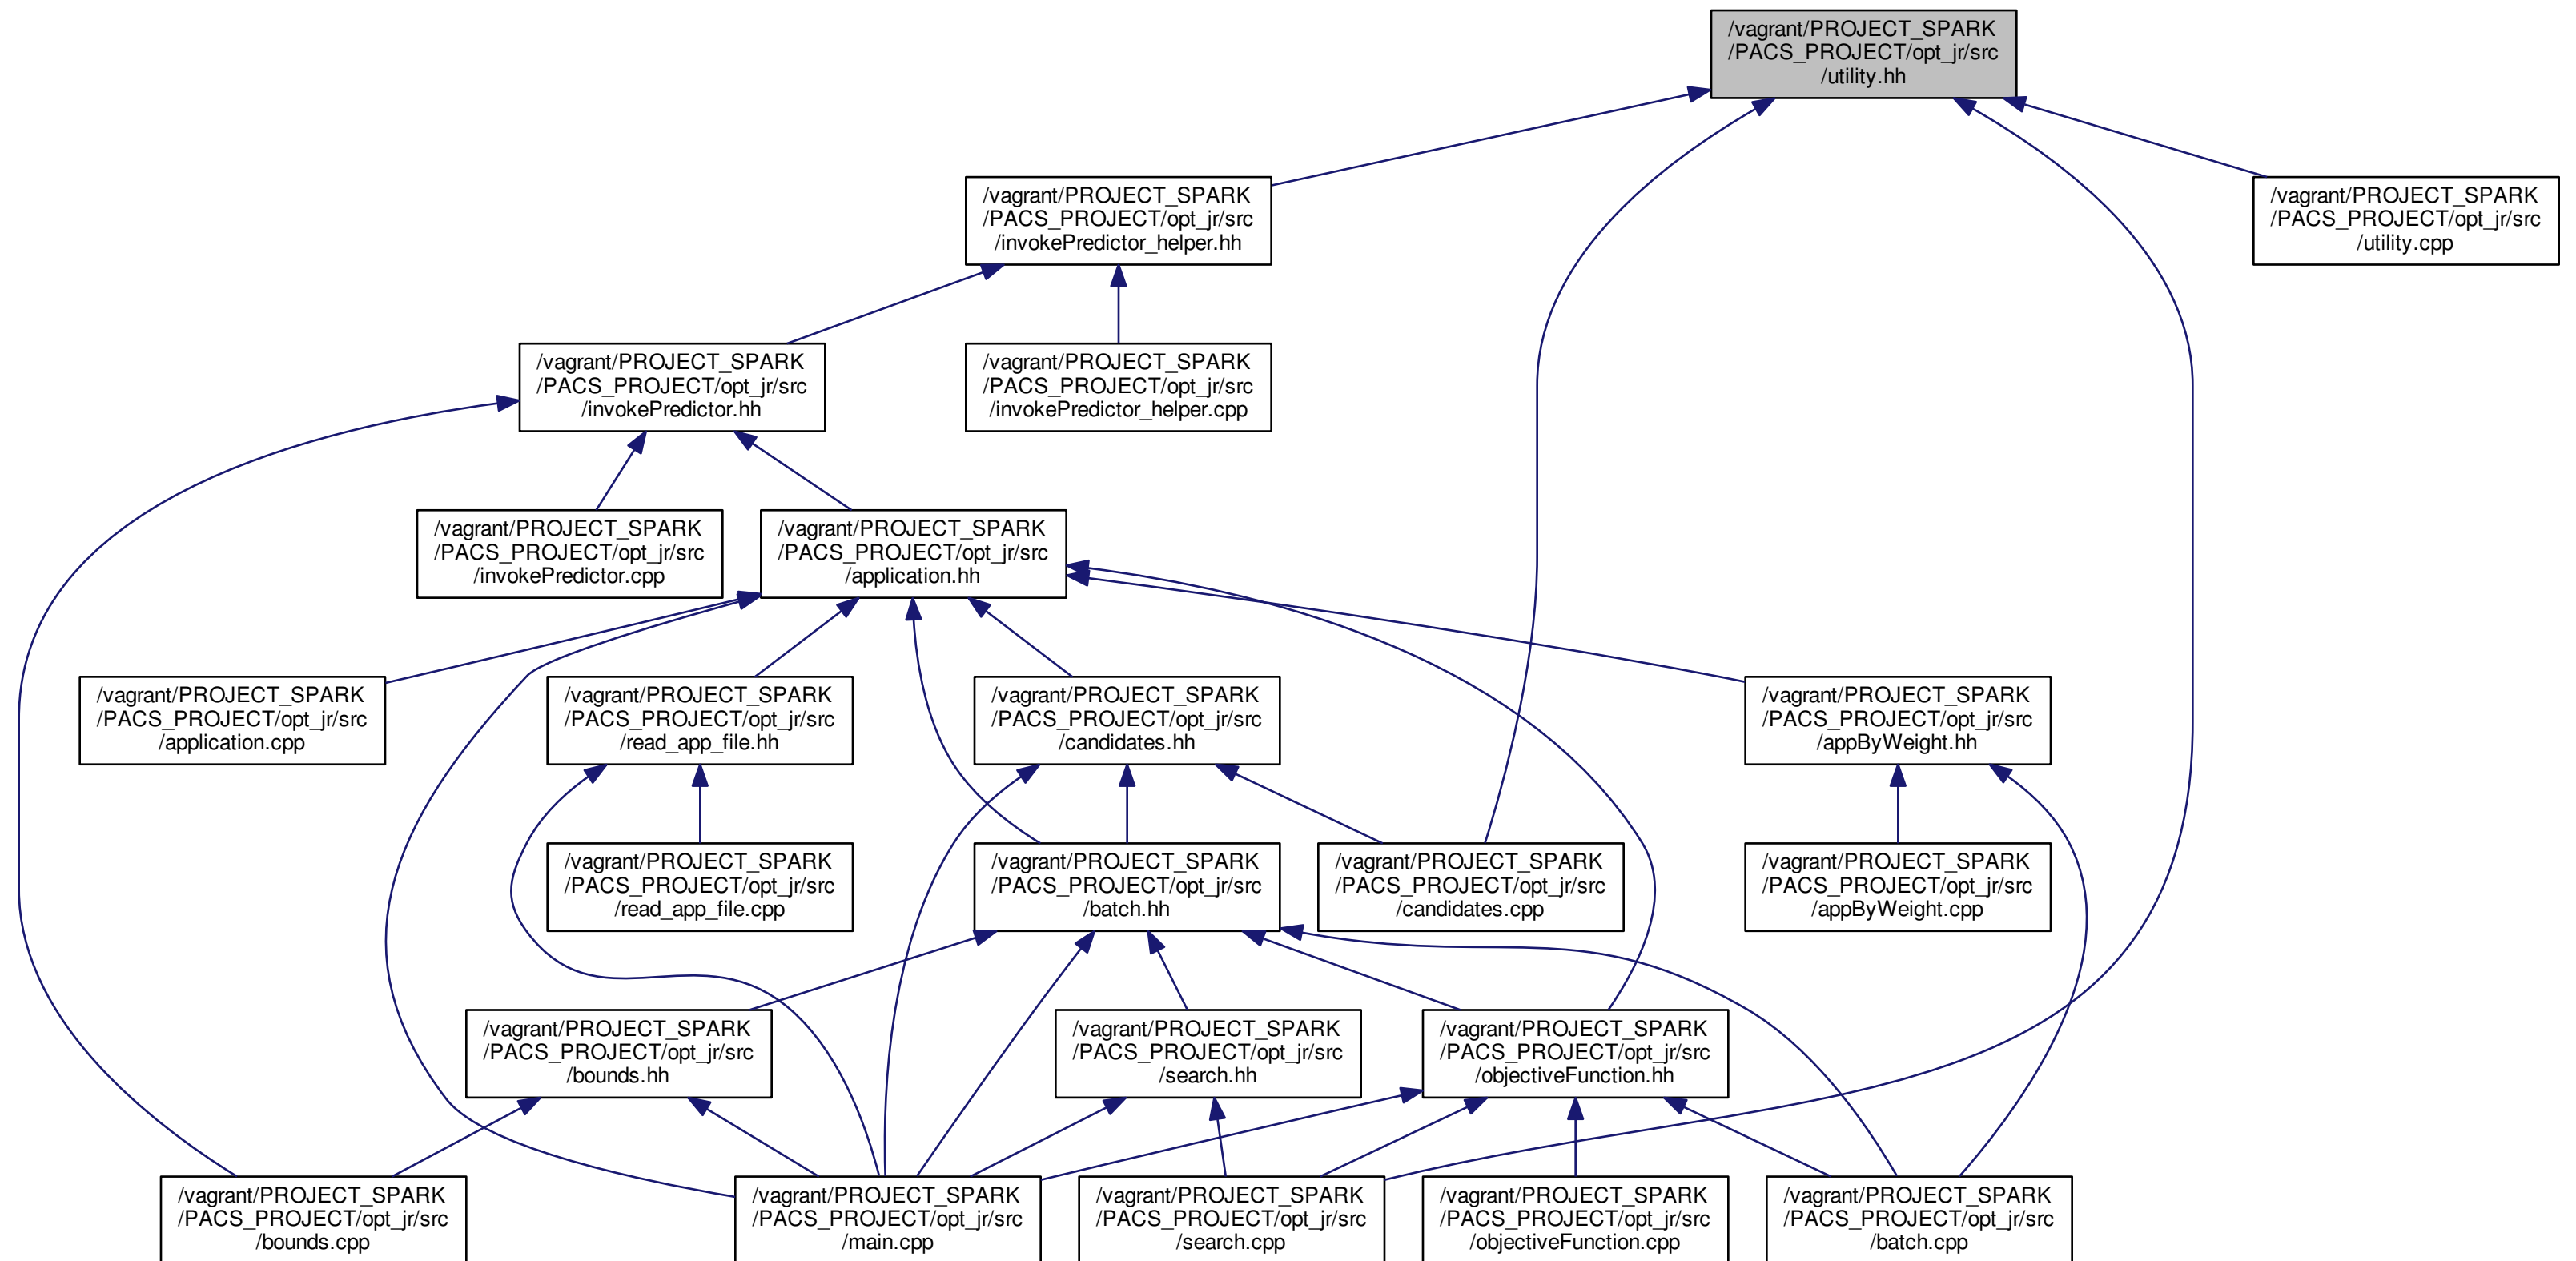 /vagrant/PROJECT_SPARK
/PACS_PROJECT/opt_jr/src
/utility.hh
/vagrant/PROJECT_SPARK
/PACS_PROJECT/opt_jr/src
/invokePredictor_helper.hh
/vagrant/PROJECT_SPARK
/PACS_PROJECT/opt_jr/src
/utility.cpp
/vagrant/PROJECT_SPARK
/PACS_PROJECT/opt_jr/src
/invokePredictor.hh
/vagrant/PROJECT_SPARK
/PACS_PROJECT/opt_jr/src
/invokePredictor_helper.cpp
/vagrant/PROJECT_SPARK
/PACS_PROJECT/opt_jr/src
/invokePredictor.cpp
/vagrant/PROJECT_SPARK
/PACS_PROJECT/opt_jr/src
/application.hh
/vagrant/PROJECT_SPARK
/PACS_PROJECT/opt_jr/src
/application.cpp
/vagrant/PROJECT_SPARK
/PACS_PROJECT/opt_jr/src
/read_app_file.hh
/vagrant/PROJECT_SPARK
/PACS_PROJECT/opt_jr/src
/candidates.hh
/vagrant/PROJECT_SPARK
/PACS_PROJECT/opt_jr/src
/appByWeight.hh
/vagrant/PROJECT_SPARK
/PACS_PROJECT/opt_jr/src
/read_app_file.cpp
/vagrant/PROJECT_SPARK
/PACS_PROJECT/opt_jr/src
/batch.hh
/vagrant/PROJECT_SPARK
/PACS_PROJECT/opt_jr/src
/candidates.cpp
/vagrant/PROJECT_SPARK
/PACS_PROJECT/opt_jr/src
/appByWeight.cpp
/vagrant/PROJECT_SPARK
/PACS_PROJECT/opt_jr/src
/bounds.hh
/vagrant/PROJECT_SPARK
/PACS_PROJECT/opt_jr/src
/search.hh
/vagrant/PROJECT_SPARK
/PACS_PROJECT/opt_jr/src
/objectiveFunction.hh
/vagrant/PROJECT_SPARK
/PACS_PROJECT/opt_jr/src
/bounds.cpp
/vagrant/PROJECT_SPARK
/PACS_PROJECT/opt_jr/src
/main.cpp
/vagrant/PROJECT_SPARK
/PACS_PROJECT/opt_jr/src
/search.cpp
/vagrant/PROJECT_SPARK
/PACS_PROJECT/opt_jr/src
/objectiveFunction.cpp
/vagrant/PROJECT_SPARK
/PACS_PROJECT/opt_jr/src
/batch.cpp